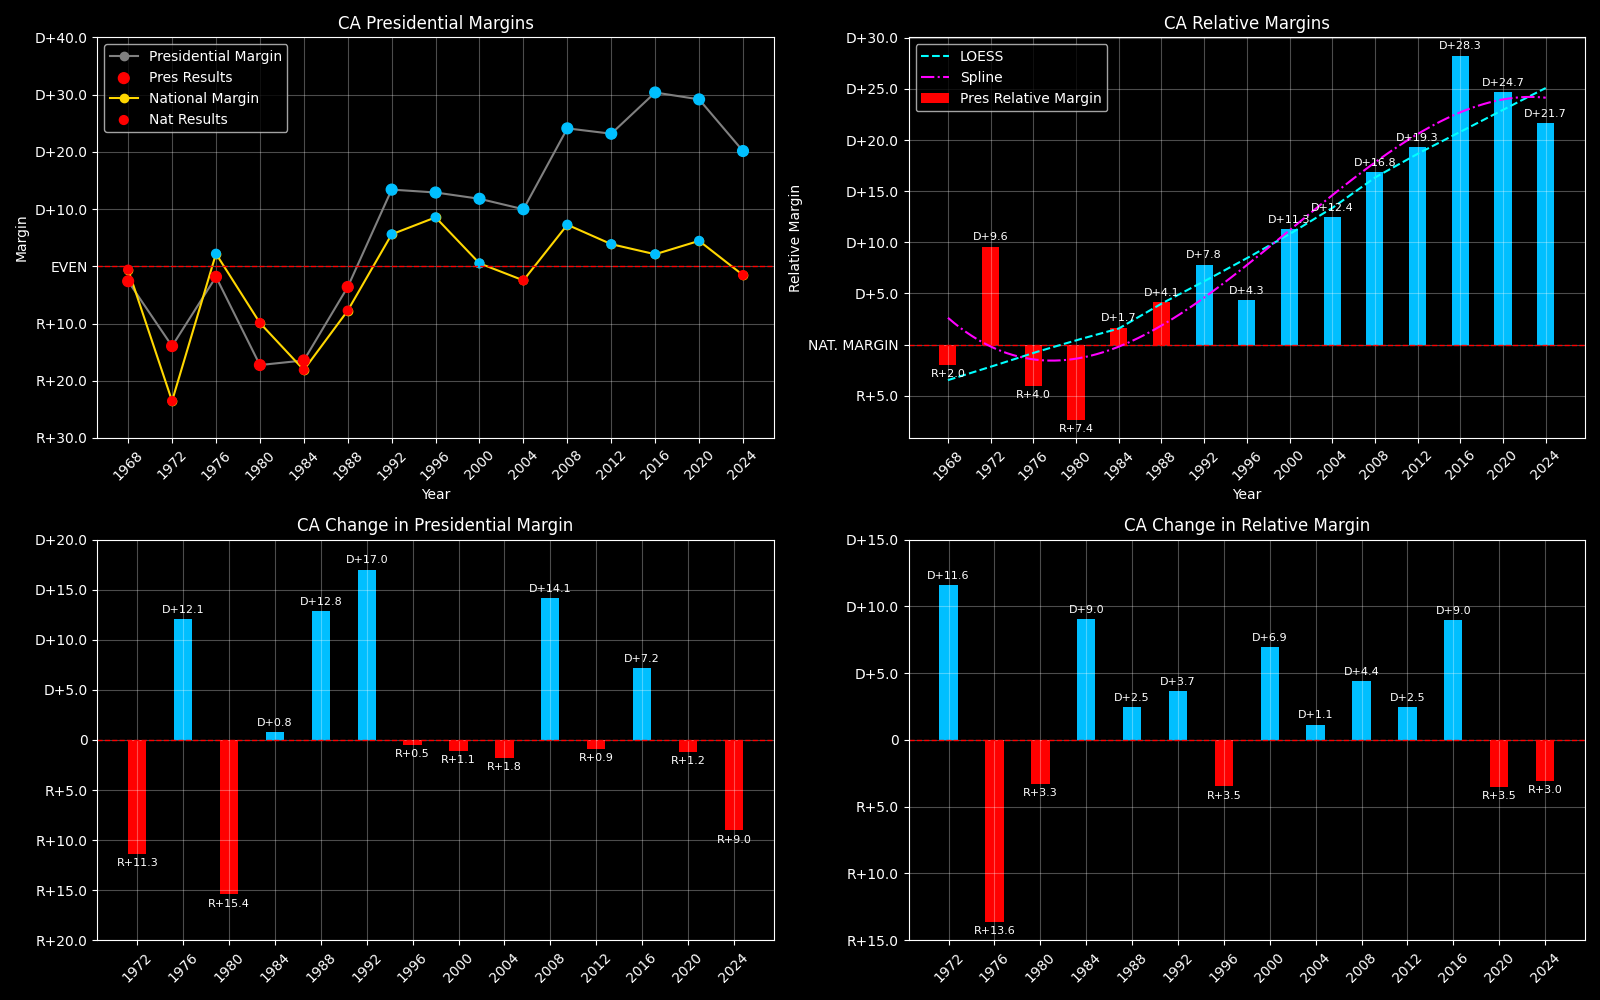 CA Presidential Margins
D+40.0
D+30.0
D+20.0
D+10.0
EVEN
R+10.0
R+20.0
R+30.0
Margin
Presidential Margin
Pres Results
National Margin
Nat Results
1968
1972
1976
1980
1984
1988
1992
1996
2000
2004
2008
2012
2016
2020
2024
Year
CA Relative Margins
D+30.0
D+25.0
D+20.0
D+15.0
D+10.0
D+5.0
NAT. MARGIN
R+5.0
Relative Margin
LOESS
Spline
Pres Relative Margin
R+2.0
D+9.6
R+4.0
R+7.4
D+1.7
D+4.1
D+7.8
D+4.3
D+11.3
D+12.4
D+16.8
D+19.3
D+28.3
D+24.7
D+21.7
1968
1972
1976
1980
1984
1988
1992
1996
2000
2004
2008
2012
2016
2020
2024
Year
CA Change in Presidential Margin
D+20.0
D+15.0
D+10.0
D+5.0
0
R+5.0
R+10.0
R+15.0
R+20.0
R+11.3
D+12.1
R+15.4
D+0.8
D+12.8
D+17.0
R+0.5
R+1.1
R+1.8
D+14.1
R+0.9
D+7.2
R+1.2
R+9.0
1972
1976
1980
1984
1988
1992
1996
2000
2004
2008
2012
2016
2020
2024
CA Change in Relative Margin
D+15.0
D+10.0
D+5.0
0
R+5.0
R+10.0
R+15.0
D+11.6
R+13.6
R+3.3
D+9.0
D+2.5
D+3.7
R+3.5
D+6.9
D+1.1
D+4.4
D+2.5
D+9.0
R+3.5
R+3.0
1972
1976
1980
1984
1988
1992
1996
2000
2004
2008
2012
2016
2020
2024